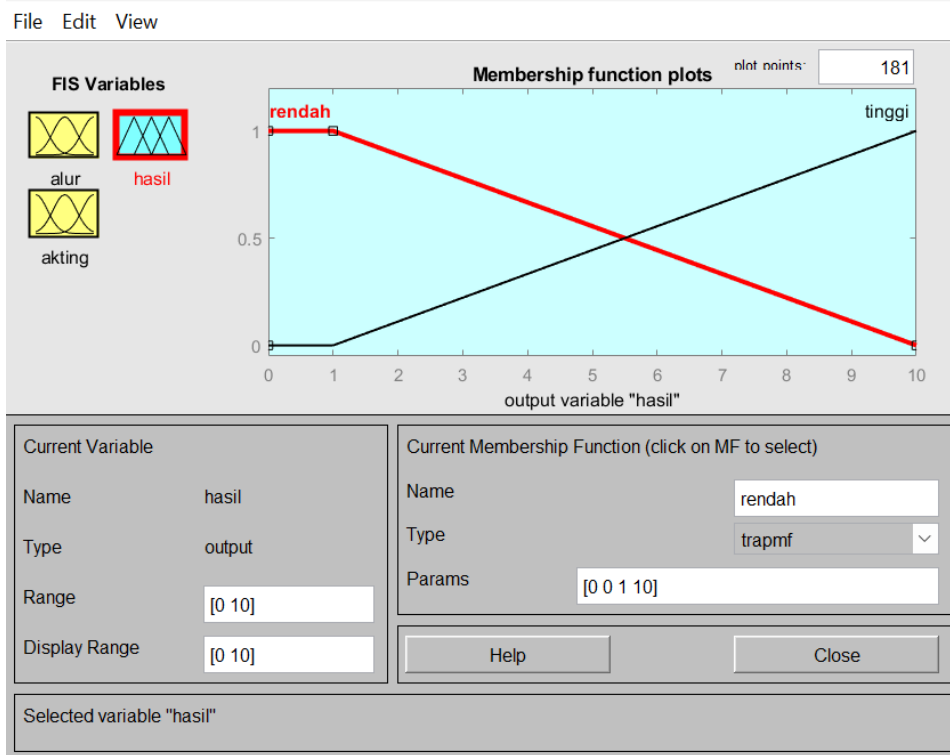 File Edit View
FIS Variables
alur
hasil
akting
Membership function plots
plot points:
181
rendah
tinggi
1
0.5
0
0 1 2 3 4 5 6 7 8 9 10
output variable "hasil"
Current Variable
Name hasil
Type output
Range [0 10]
Display Range [0 10]
Current Membership Function (click on MF to select)
Name rendah
Type trapmf
Params [0 0 1 10]
Help Close
Selected variable "hasil"